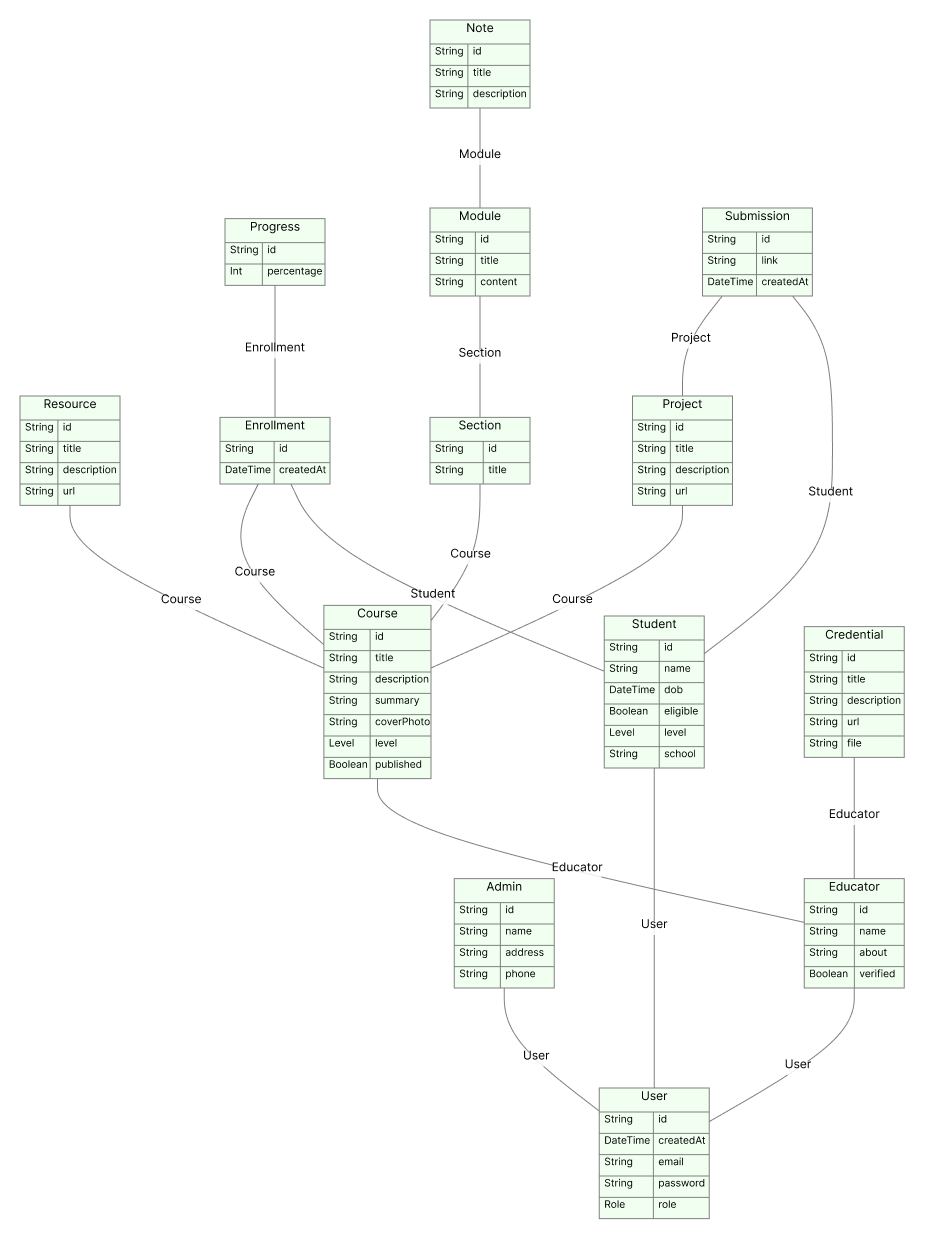 Note
String id
String title
String description
Module
Module
String id
String title
String content
Submission
String id
String link
DateTime createdAt
Progress
String id
Int percentage
Project
Enrollment
Section
Resource
String id
String title
String description
String url
Enrollment
String id
DateTime createdAt
Section
String id
String title
Project
String id
String title
String description
String url
Student
Course
Course
Course
Student
Course
Course
String id
String title
String description
String summary
String coverPhoto
Level level
Boolean published
Student
String id
String name
DateTime dob
Boolean eligible
Level level
String school
Credential
String id
String title
String description
String url
String file
Educator
Educator
Admin
String id
String name
String address
String phone
Educator
String id
String name
String about
Boolean verified
User
User
User
User
String id
DateTime createdAt
String email
String password
Role role